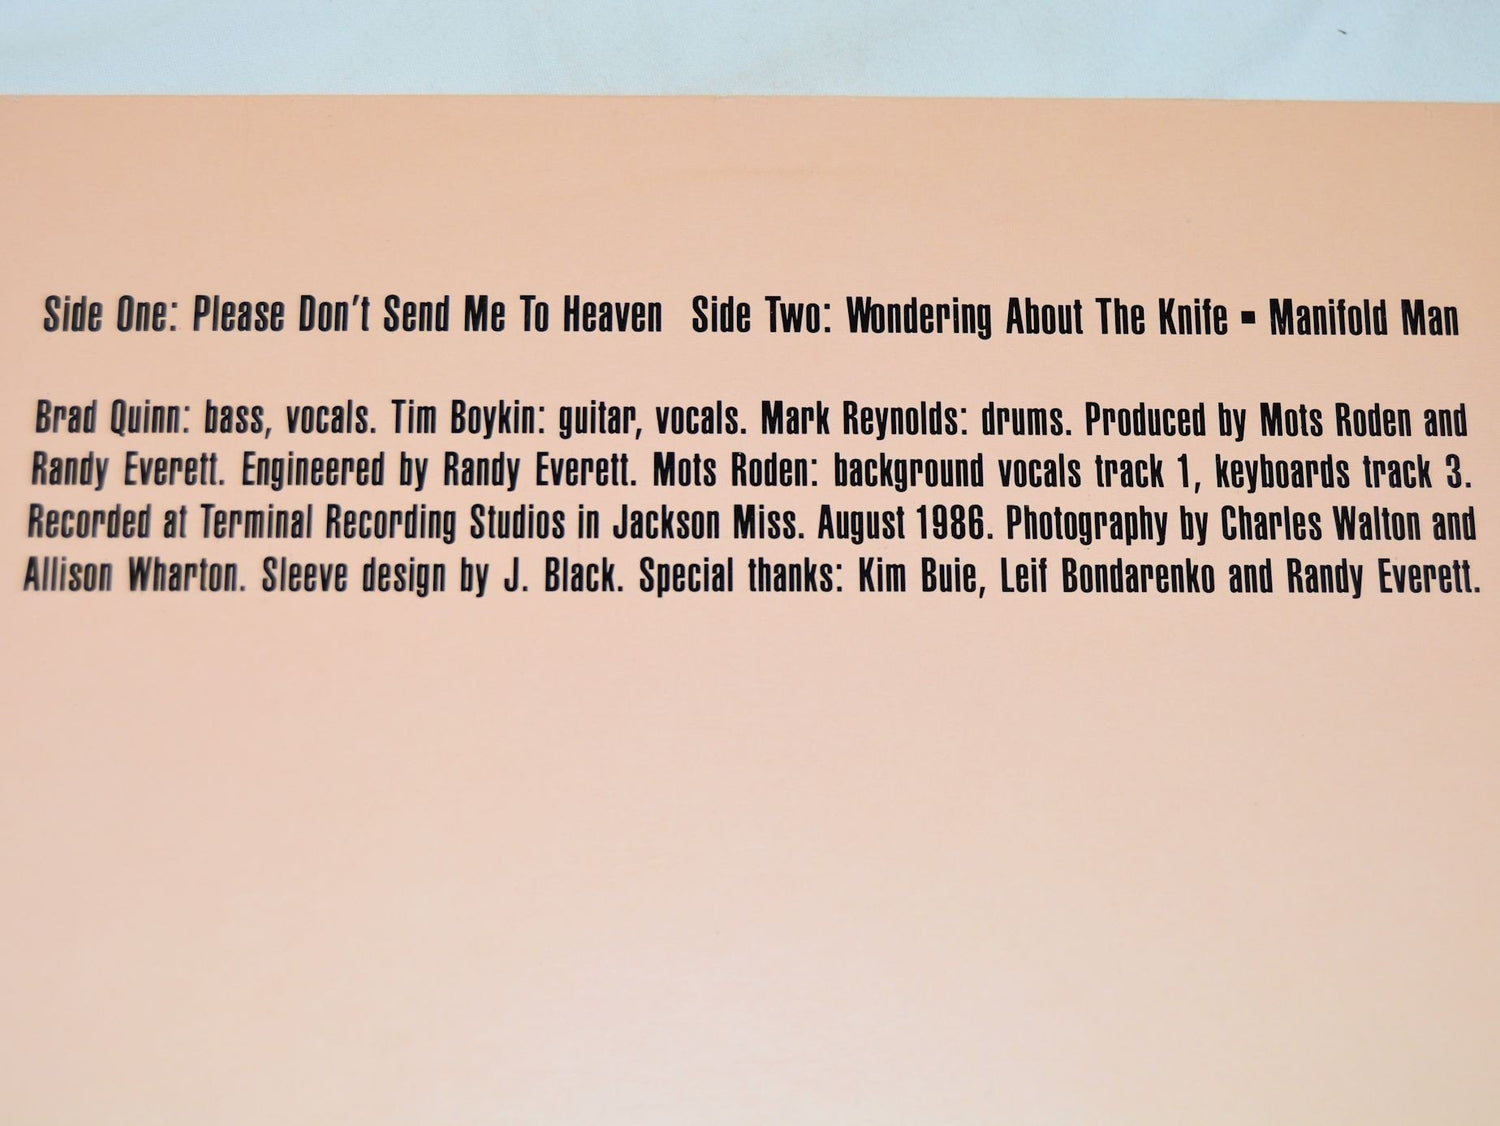 Side One: Please Don't Send Me To Heaven Side Two: Wondering About The Knife ▪ Manifold Man
Brad Quinn: bass, vocals. Tim Boykin: guitar, vocals. Mark Reynolds: drums. Produced by Mots Roden and
Randy Everett. Engineered by Randy Everett. Mots Roden: background vocals track 1, keyboards track 3.
Recorded at Terminal Recording Studios in Jackson Miss. August 1986. Photography by Charles Walton and
Allison Wharton. Sleeve design by J. Black. Special thanks: Kim Buie, Leif Bondarenko and Randy Everett.